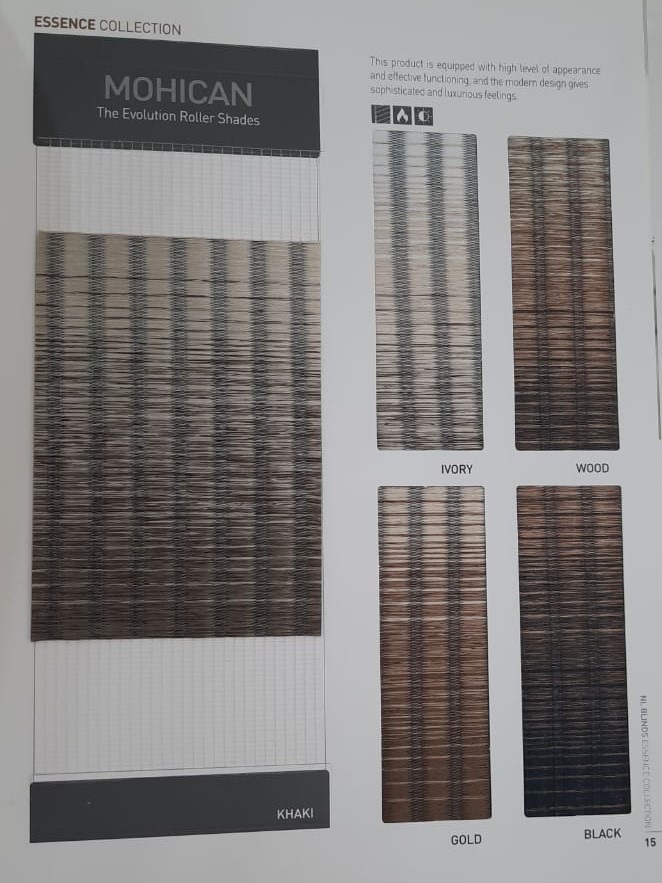 ESSENCE COLLECTION
MOHICAN
The Evolution Roller Shades
This product is equipped with high level of appearance
and effective functioning, and the modern design gives
sophisticated and luxurious feelings.
IVORY
WOOD
KHAKI
GOLD
BLACK
NL BLINDS ESSENCE COLLECTION
15